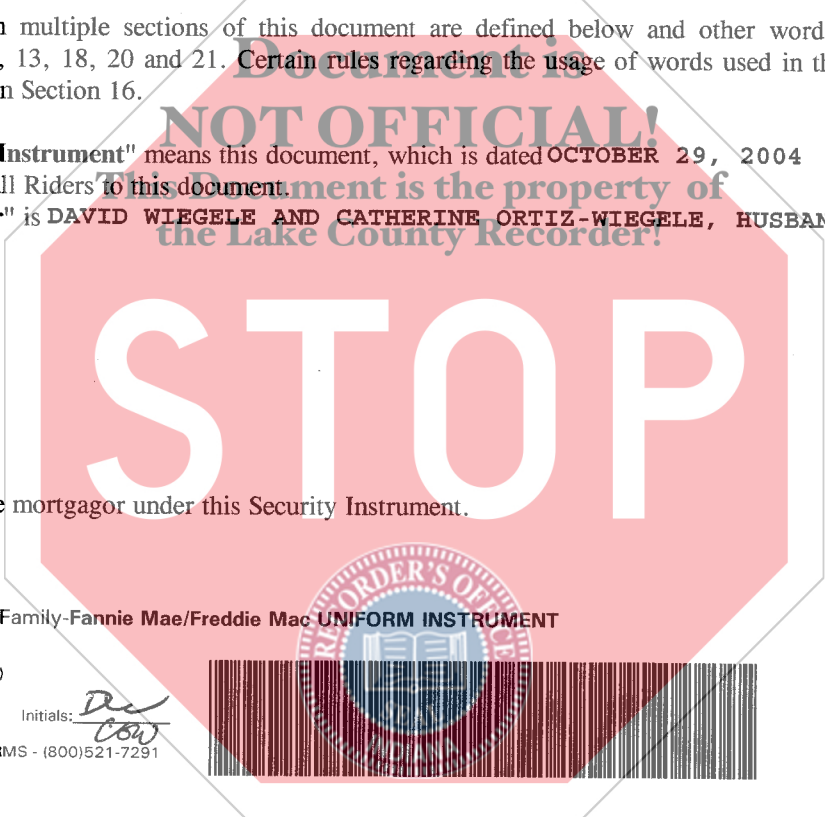 multiple sections of this document are defined below and other word
, 13, 18, 20 and 21. Certain rules regarding the usage of words used in th
n Section 16.
Document is
NOT OFFICIAL!
This Document is the property of
the Lake County Recorder!
Instrument" means this document, which is dated OCTOBER 29, 2004
ll Riders to this document.
" is DAVID WIEGELE AND CATHERINE ORTIZ-WIEGELE, HUSBAN
STOP
e mortgagor under this Security Instrument.
RECORDER'S OFFICE
SEAL
INDIANA
Family-Fannie Mae/Freddie Mac UNIFORM INSTRUMENT
)
Initials:
COW
RMS - (800)521-7291